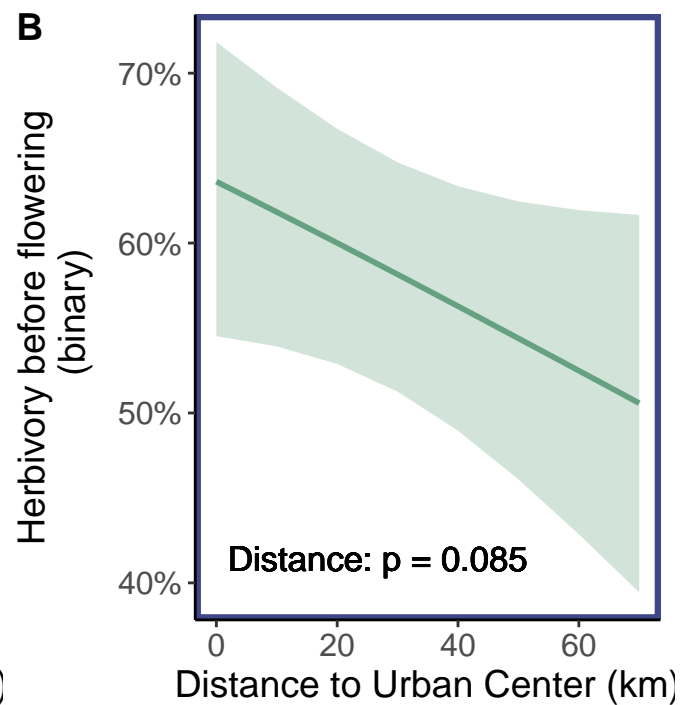 B
Herbivory before flowering
(binary)
70%
60%
50%
40%
Distance: p = 0.085
0 20 40 60
Distance to Urban Center (km)
)